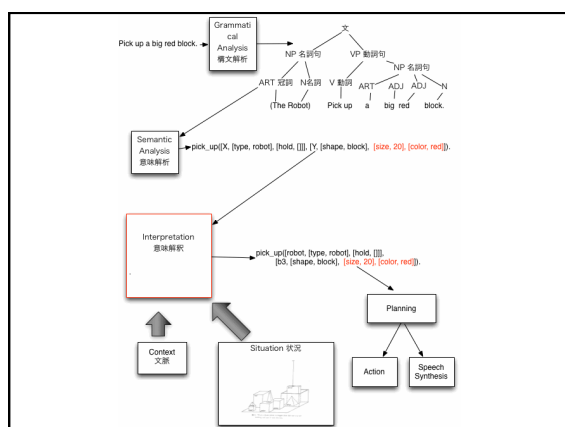 Pick up a big red block.
Grammati
cal
Analysis
構文解析
文
NP 名詞句
VP 動詞句
NP 名詞句
ART 冠詞
N名詞
V 動詞
ART
ADJ
ADJ
N
(The Robot)
Pick up
a
big
red
block.
Semantic
Analysis
意味解析
pick_up([X, [type, robot], [hold, []]], [Y, [shape, block], [size, 20], [color, red]]).
Interpretation
意味解釈
pick_up([robot, [type, robot], [hold, []]],
[b3, [shape, block], [size, 20], [color, red]]).
Planning
Context
文脈
Situation 状況
Action
Speech
Synthesis